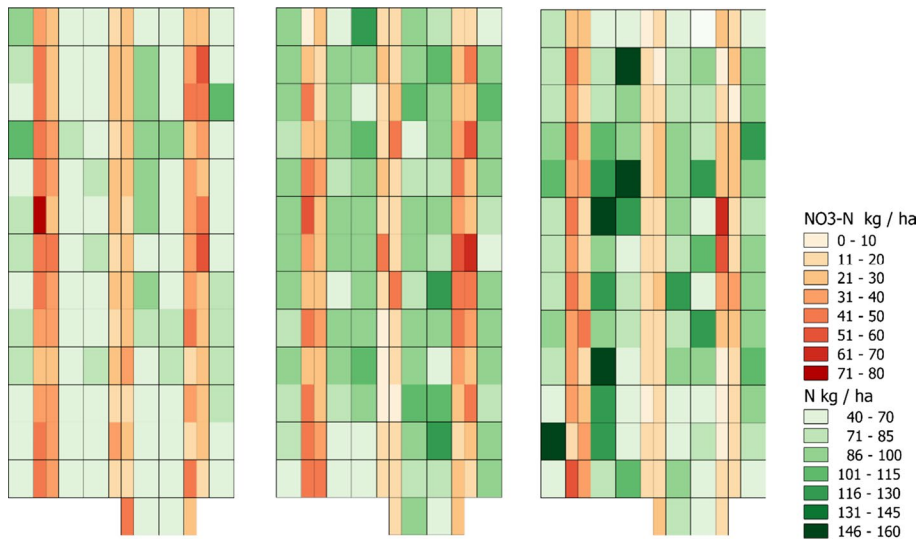 NO3-N kg / ha
0 - 10
11 - 20
21 - 30
31 - 40
41 - 50
51 - 60
61 - 70
71 - 80
N kg / ha
40 - 70
71 - 85
86 - 100
101 - 115
116 - 130
131 - 145
146 - 160